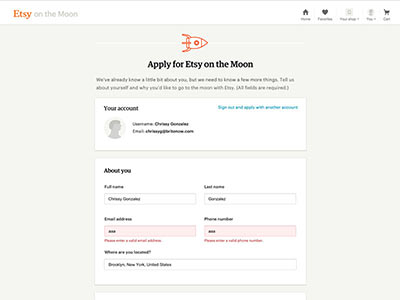 Etsy on the Moon
Home
Favorites
Your shop
You
Cart
Apply for Etsy on the Moon
We've already know a little bit about you, but we need to know a few more things. Tell us
about yourself and why you'd like to go to the moon with Etsy. (All fields are required.)
Your account
Sign out and apply with another account
Username: Chrissy Gonzalez
Email: chrissyg@britonow.com
About you
Full name
Last name
Chrissy Gonzalez
Gonzalez
Email address
Phone number
asa
asa
Please enter a valid email address.
Please enter a valid phone number.
Where are you located?
Brooklyn, New York, United States